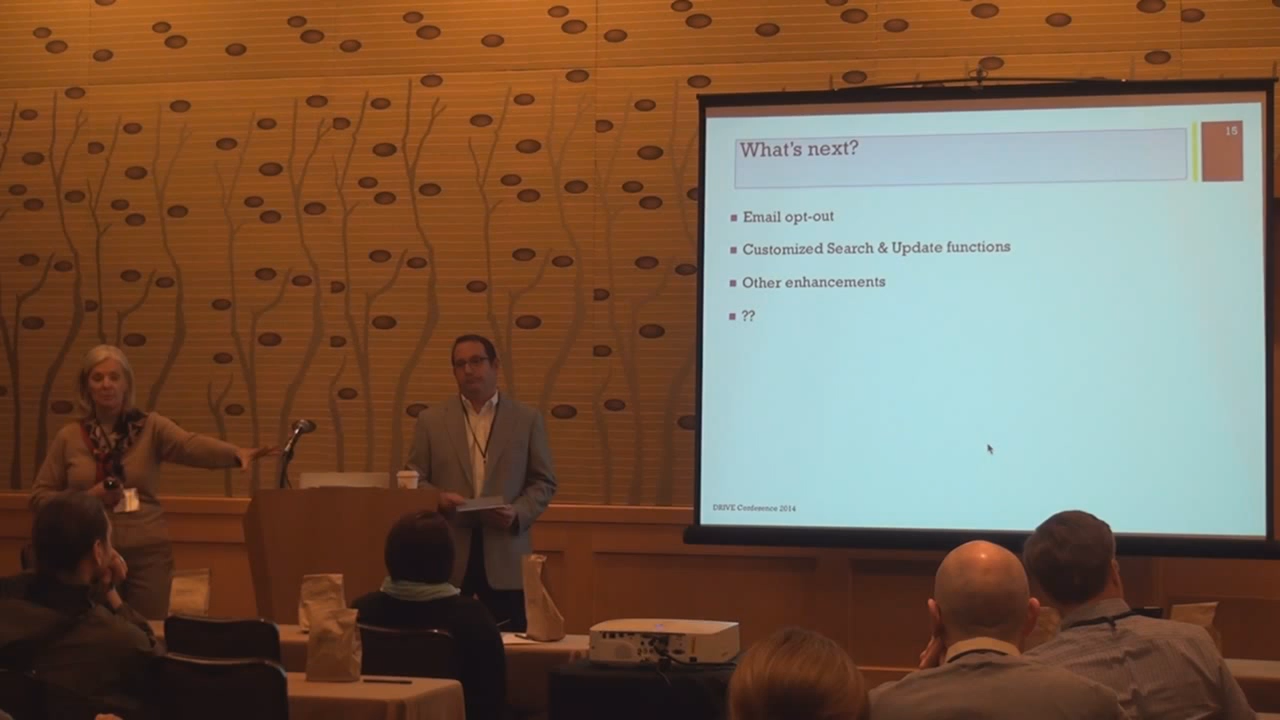 What's next?
15
Email opt-out
Customized Search & Update functions
Other enhancements
??
DRIVE Conference 2014